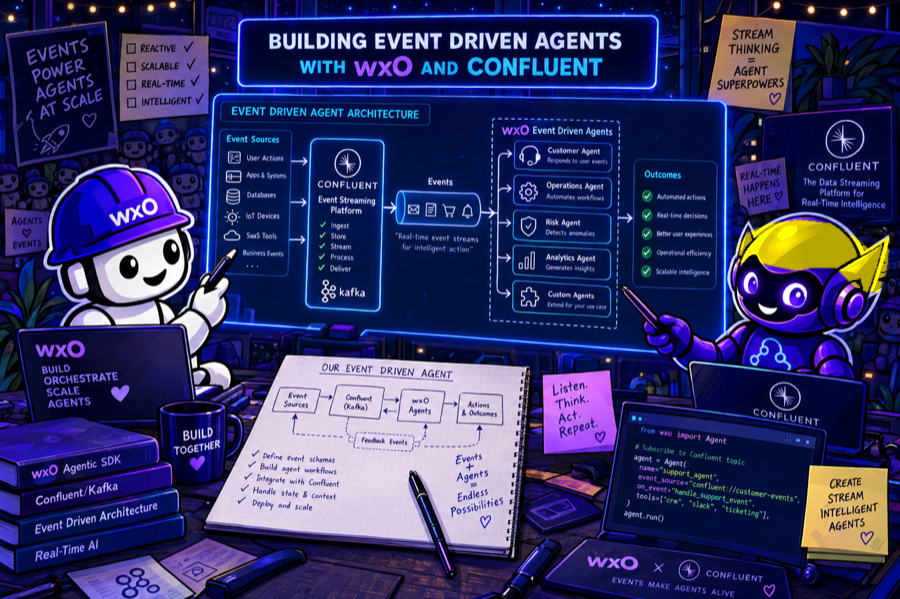 BUILDING EVENT DRIVEN AGENTS
WITH wxO AND CONFLUENT
EVENTS
POWER
AGENTS
AT SCALE
REACTIVE ✓
SCALABLE ✓
REAL-TIME ✓
INTELLIGENT ✓
STREAM
THINKING
=
AGENT
SUPERPOWERS
CONFLUENT
The Data Streaming
Platform for
Real-Time Intelligence
REAL-TIME
HAPPENS
HERE
AGENTS
EVENTS
EVENT DRIVEN AGENT ARCHITECTURE
Event Sources
User Actions
Apps & Systems
Databases
IoT Devices
SaaS Tools
Business Events
...
CONFLUENT
Event Streaming
Platform
✓ Ingest
✓ Store
✓ Stream
✓ Process
✓ Deliver
kafka
Events
"Real-time event streams
for intelligent action"
wxO Event Driven Agents
Customer Agent
Responds to user events
Operations Agent
Automates workflows
Risk Agent
Detects anomalies
Analytics Agent
Generates insights
Custom Agents
Extend for your use case
Outcomes
Automated actions
Real-time decisions
Better user experiences
Operational efficiency
Scalable intelligence
wxO
wxO
BUILD
ORCHESTRATE
SCALE
AGENTS
BUILD
TOGETHER
wxO Agentic SDK
Confluent/Kafka
Event Driven Architecture
Real-Time AI
OUR EVENT DRIVEN AGENT
Event
Sources
Confluent
(Kafka)
wxO
Agents
Actions
& Outcomes
Feedback Events
✓ Define event schemas
✓ Build agent workflows
✓ Integrate with Confluent
✓ Handle state & context
✓ Deploy and scale
Events
+
Agents
=
Endless
Possibilities
Listen.
Think.
Act.
Repeat.
CONFLUENT
from wxo import Agent
# Subscribe to Confluent topic
agent = Agent(
name="support_agent",
event_source="confluent://customer-events",
on_event="handle_support_event",
tools=["crm", "slack", "ticketing"],
)
agent.run()
CREATE
STREAM
INTELLIGENT
AGENTS
wxO × CONFLUENT
EVENTS MAKE AGENTS ALIVE